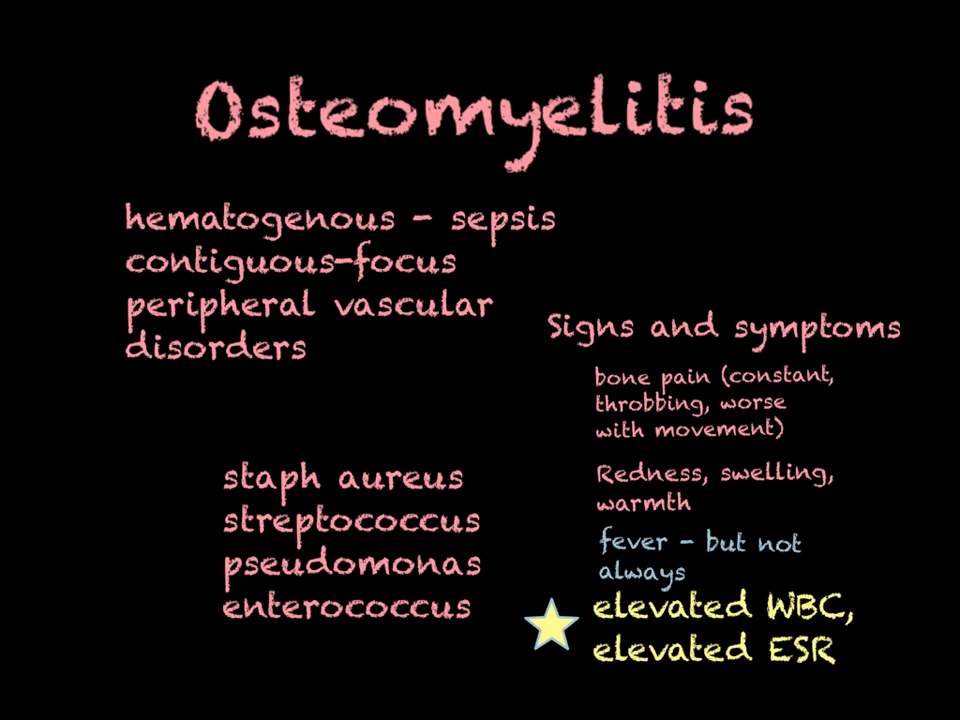 Osteomyelitis
hematogenous - sepsis
contiguous-focus
peripheral vascular
disorders
staph aureus
streptococcus
pseudomonas
enterococcus
Signs and symptoms
bone pain (constant,
throbbing, worse
with movement)
Redness, swelling,
warmth
fever - but not
always
elevated WBC,
elevated ESR